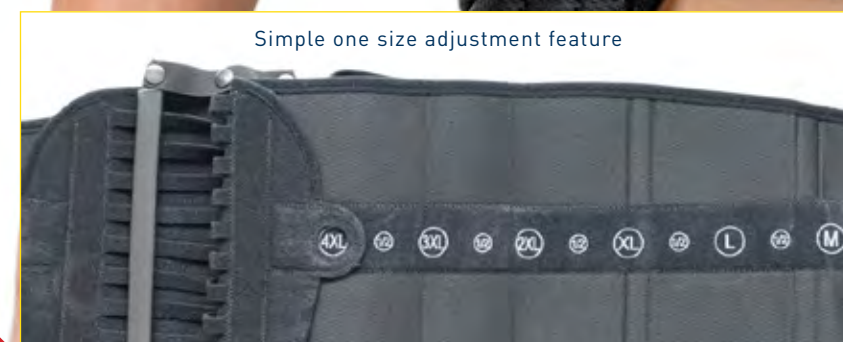 Simple one size adjustment feature
4XL 1/2 3XL 1/2 2XL 1/2 XL 1/2 L 1/2 M